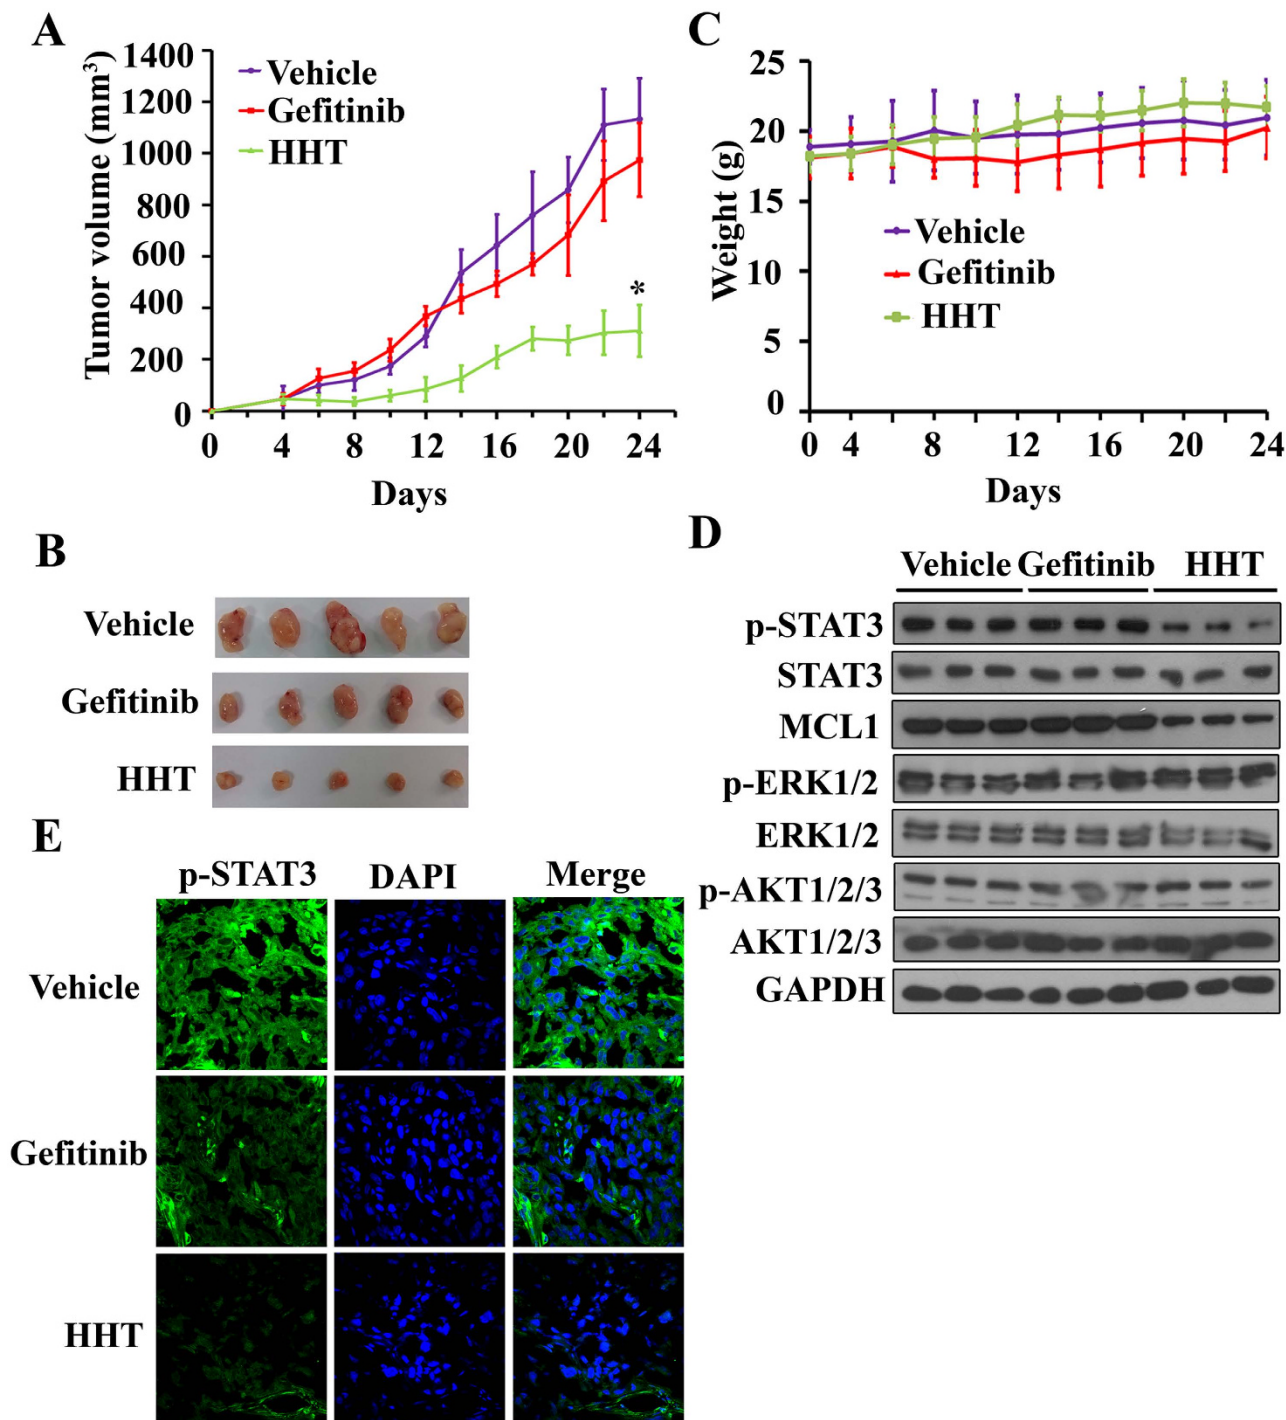 A
Tumor volume (mm³)
1400
1200
1000
800
600
400
200
0
Vehicle
Gefitinib
HHT
*
0 4 8 12 16 20 24
Days
C
Weight (g)
25
20
15
10
5
0
Vehicle
Gefitinib
HHT
0 4 8 12 16 20 24
Days
B
Vehicle
Gefitinib
HHT
D
Vehicle Gefitinib HHT
p-STAT3
STAT3
MCL1
p-ERK1/2
ERK1/2
p-AKT1/2/3
AKT1/2/3
GAPDH
E
p-STAT3 DAPI Merge
Vehicle
Gefitinib
HHT